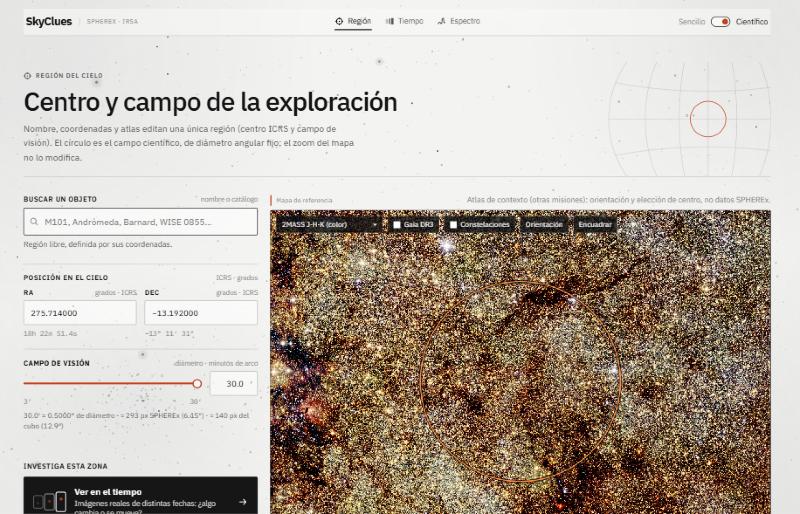 SkyClues SPHEREX · IRSA Región Tiempo Espectro Sencillo Científico
REGIÓN DEL CIELO
Centro y campo de la exploración
Nombre, coordenadas y atlas editan una única región (centro ICRS y campo de
visión). El círculo es el campo científico, de diámetro angular fijo; el zoom del mapa
no lo modifica.
BUSCAR UN OBJETO nombre o catálogo
M101, Andrómeda, Barnard, WISE 0855...
Región libre, definida por sus coordenadas.
POSICIÓN EN EL CIELO ICRS · grados
RA grados · ICRS DEC grados · ICRS
275.714000 −13.192000
18h 22m 51.4s −13° 11′ 31″
CAMPO DE VISIÓN diámetro · minutos de arco
30.0 ′
3′ 30′
30.0′ = 0.5000° de diámetro · ≈ 293 px SPHEREx (6.15″) · ≈ 140 px del
cubo (12.9″)
INVESTIGA ESTA ZONA
Ver en el tiempo
Imágenes reales de distintas fechas: ¿algo
cambia o se mueve?
→
Mapa de referencia Atlas de contexto (otras misiones): orientación y elección de centro, no datos SPHEREx.
2MASS J-H-K (color) Gaia DR3 Constelaciones Orientación Encuadrar